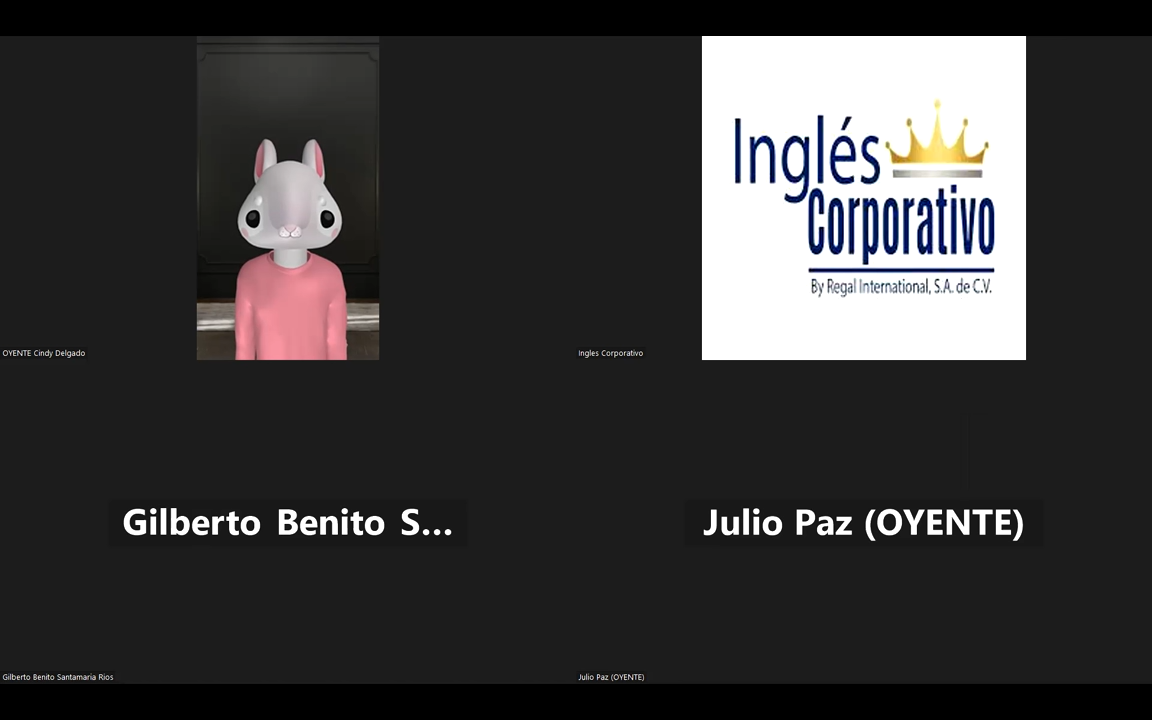 OYENTE Cindy Delgado
Inglés
Corporativo
By Regal International, S.A. de C.V.
Ingles Corporativo
Gilberto Benito S...
Gilberto Benito Santamaria Rios
Julio Paz (OYENTE)
Julio Paz (OYENTE)